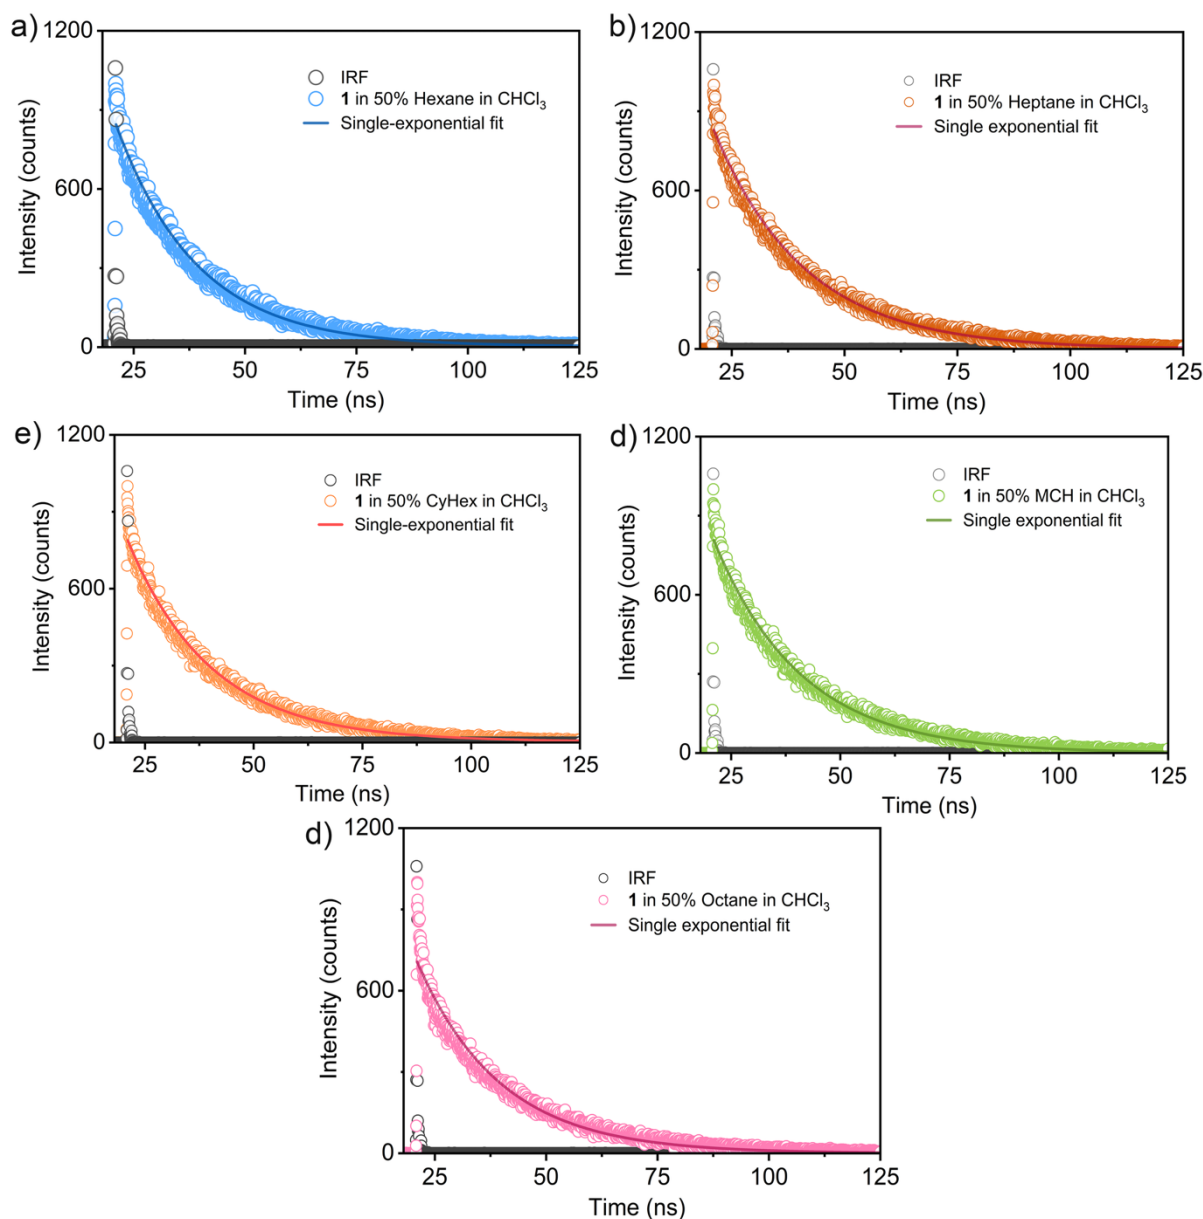 a)
1200
600
0
Intensity (counts)
IRF
1 in 50% Hexane in CHCl₃
Single-exponential fit
25 50 75 100 125
Time (ns)
b)
1200
600
0
Intensity (counts)
IRF
1 in 50% Heptane in CHCl₃
Single exponential fit
25 50 75 100 125
Time (ns)
e)
1200
600
0
Intensity (counts)
IRF
1 in 50% CyHex in CHCl₃
Single-exponential fit
25 50 75 100 125
Time (ns)
d)
1200
600
0
Intensity (counts)
IRF
1 in 50% MCH in CHCl₃
Single exponential fit
25 50 75 100 125
Time (ns)
d)
1200
600
0
Intensity (counts)
IRF
1 in 50% Octane in CHCl₃
Single exponential fit
25 50 75 100 125
Time (ns)